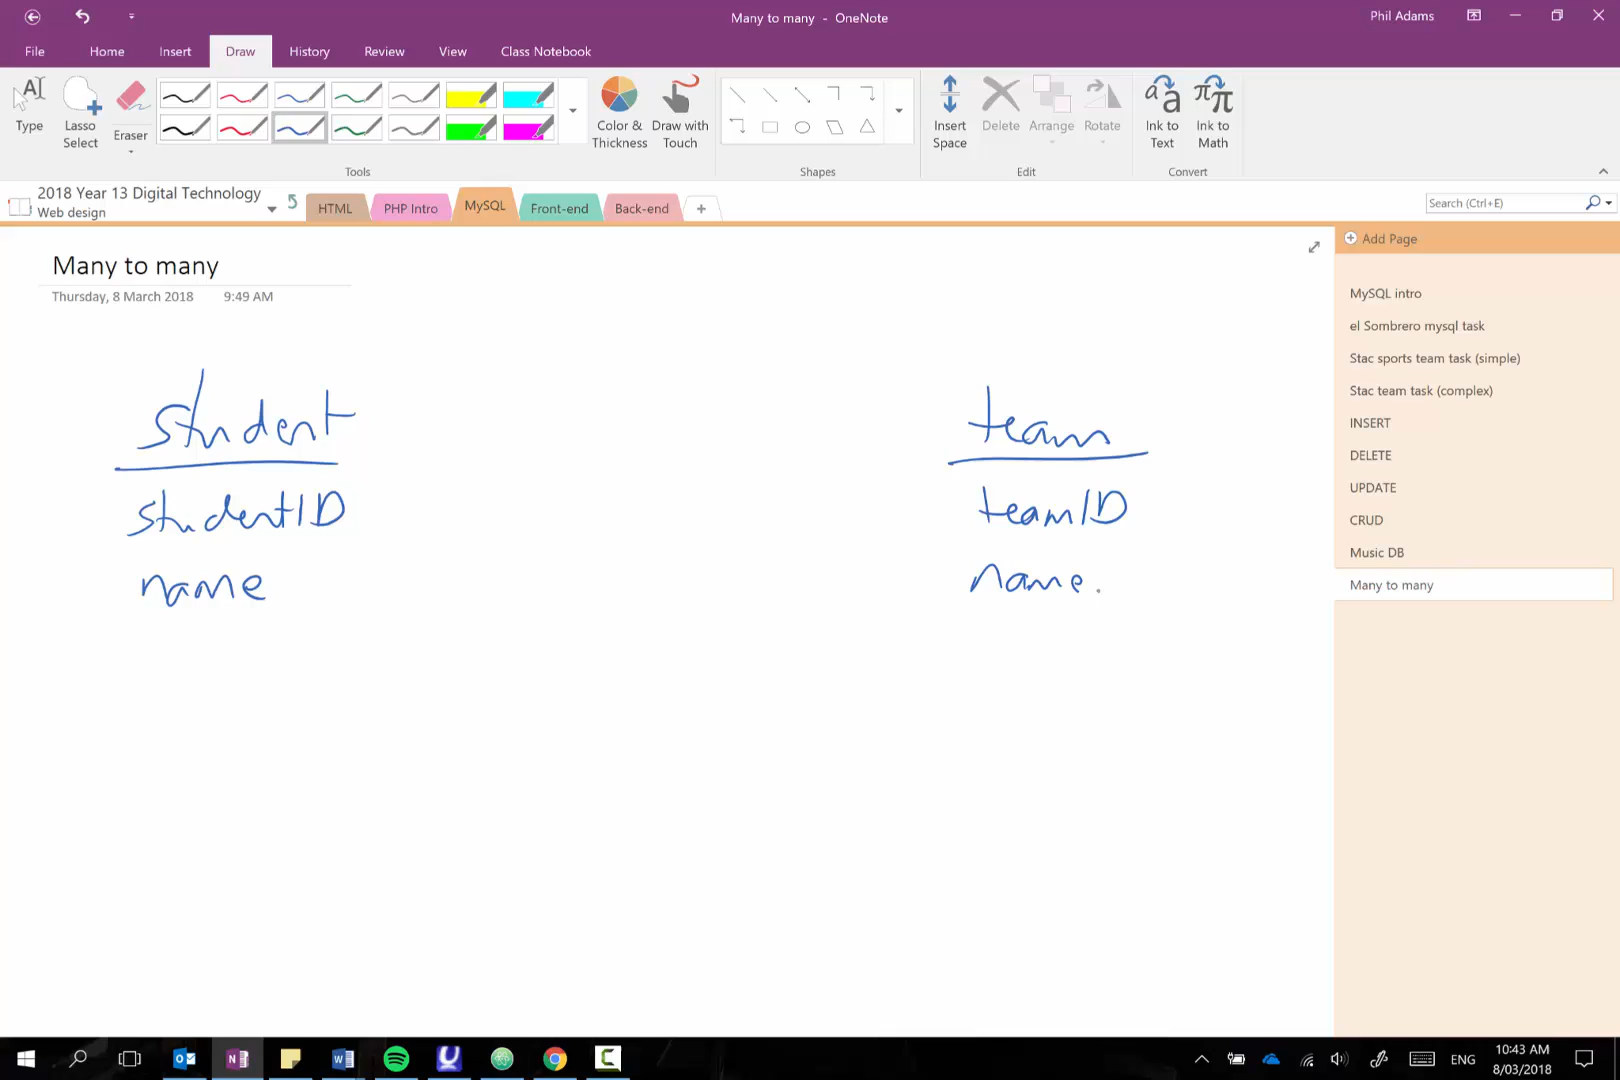 Many to many - OneNote
Phil Adams
File
Home
Insert
Draw
History
Review
View
Class Notebook
Type
Lasso Select
Eraser
Color & Thickness
Draw with Touch
Insert Space
Delete
Arrange
Rotate
Ink to Text
Ink to Math
Tools
Shapes
Edit
Convert
2018 Year 13 Digital Technology
Web design
HTML
PHP Intro
MySQL
Front-end
Back-end
Search (Ctrl+E)
Many to many
Thursday, 8 March 2018 9:49 AM
student
studentID
name
team
teamID
name.
Add Page
MySQL intro
el Sombrero mysql task
Stac sports team task (simple)
Stac team task (complex)
INSERT
DELETE
UPDATE
CRUD
Music DB
Many to many
ENG
10:43 AM
8/03/2018